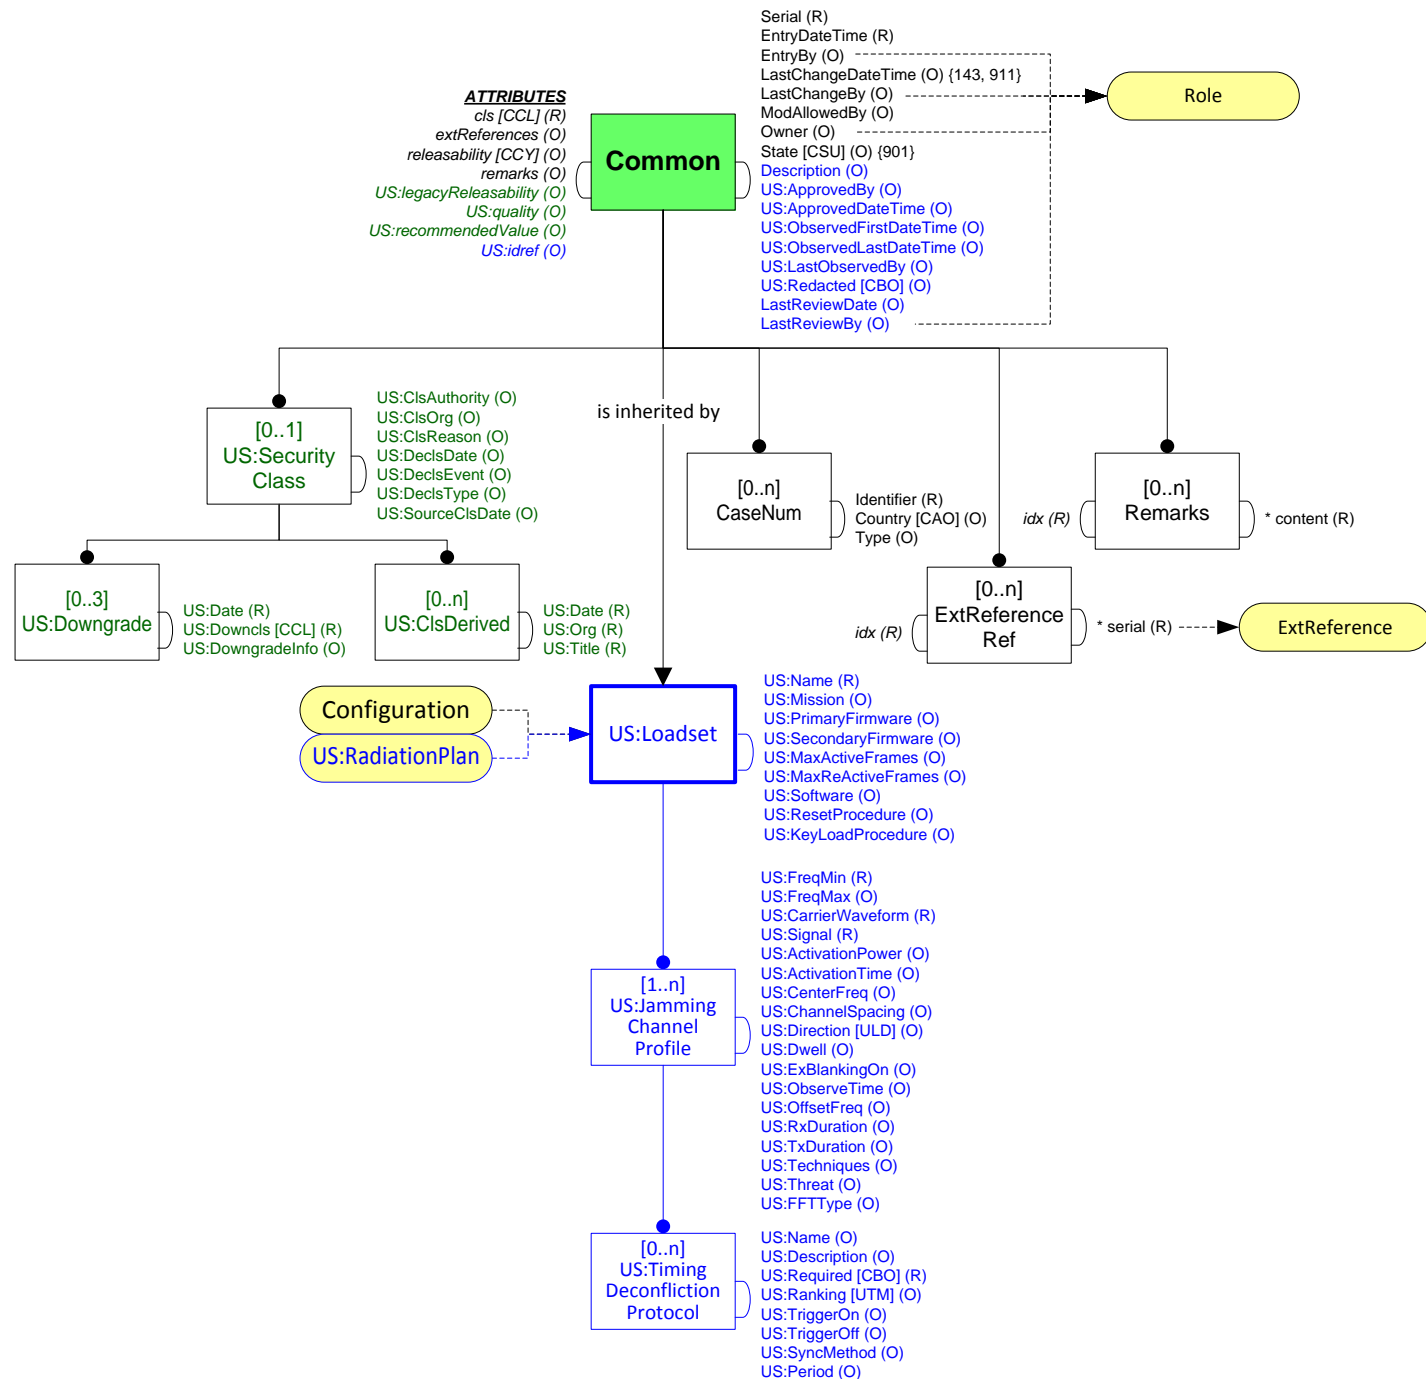 Serial (R)
EntryDateTime (R)
EntryBy (O)
LastChangeDateTime (O) {143, 911}
LastChangeBy (O)
ModAllowedBy (O)
Owner (O)
State [CSU] (O) {901}
Description (O)
US:ApprovedBy (O)
US:ApprovedDateTime (O)
US:ObservedFirstDateTime (O)
US:ObservedLastDateTime (O)
US:LastObservedBy (O)
US:Redacted [CBO] (O)
LastReviewDate (O)
LastReviewBy (O)
Role
ATTRIBUTES
cls [CCL] (R)
extReferences (O)
releasability [CCY] (O)
remarks (O)
US:legacyReleasability (O)
US:quality (O)
US:recommendedValue (O)
US:idref (O)
Common
is inherited by
[0..1]
US:Security
Class
US:ClsAuthority (O)
US:ClsOrg (O)
US:ClsReason (O)
US:DeclsDate (O)
US:DeclsEvent (O)
US:DeclsType (O)
US:SourceClsDate (O)
[0..n]
CaseNum
Identifier (R)
Country [CAO] (O)
Type (O)
idx (R)
[0..n]
Remarks
* content (R)
[0..3]
US:Downgrade
US:Date (R)
US:Downcls [CCL] (R)
US:DowngradeInfo (O)
[0..n]
US:ClsDerived
US:Date (R)
US:Org (R)
US:Title (R)
idx (R)
[0..n]
ExtReference
Ref
* serial (R)
ExtReference
Configuration
US:RadiationPlan
US:Loadset
US:Name (R)
US:Mission (O)
US:PrimaryFirmware (O)
US:SecondaryFirmware (O)
US:MaxActiveFrames (O)
US:MaxReActiveFrames (O)
US:Software (O)
US:ResetProcedure (O)
US:KeyLoadProcedure (O)
[1..n]
US:Jamming
Channel
Profile
US:FreqMin (R)
US:FreqMax (O)
US:CarrierWaveform (R)
US:Signal (R)
US:ActivationPower (O)
US:ActivationTime (O)
US:CenterFreq (O)
US:ChannelSpacing (O)
US:Direction [ULD] (O)
US:Dwell (O)
US:ExBlankingOn (O)
US:ObserveTime (O)
US:OffsetFreq (O)
US:RxDuration (O)
US:TxDuration (O)
US:Techniques (O)
US:Threat (O)
US:FFTType (O)
[0..n]
US:Timing
Deconfliction
Protocol
US:Name (O)
US:Description (O)
US:Required [CBO] (R)
US:Ranking [UTM] (O)
US:TriggerOn (O)
US:TriggerOff (O)
US:SyncMethod (O)
US:Period (O)